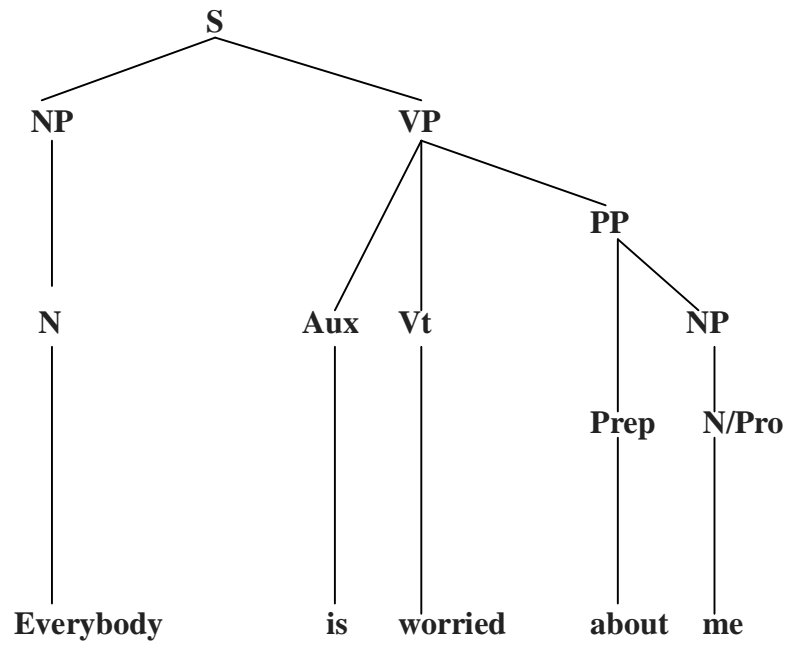 S
NP VP
PP
N Aux Vt NP
Prep N/Pro
Everybody is worried about me